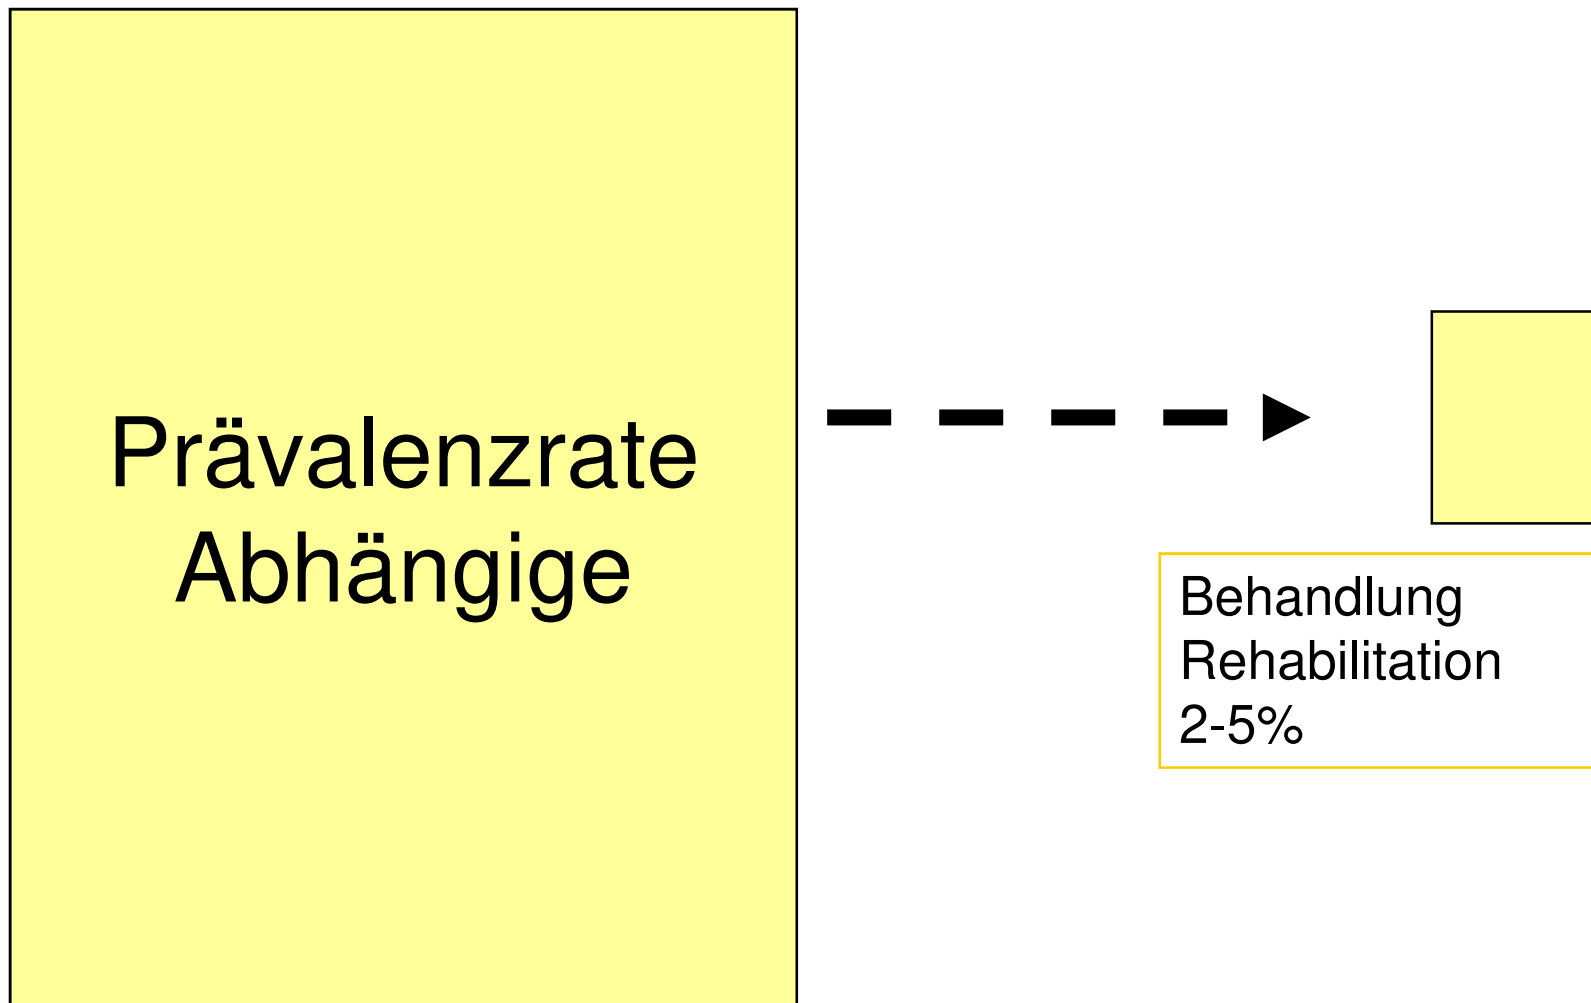 Prävalenzrate
Abhängige
Behandlung
Rehabilitation
2-5%